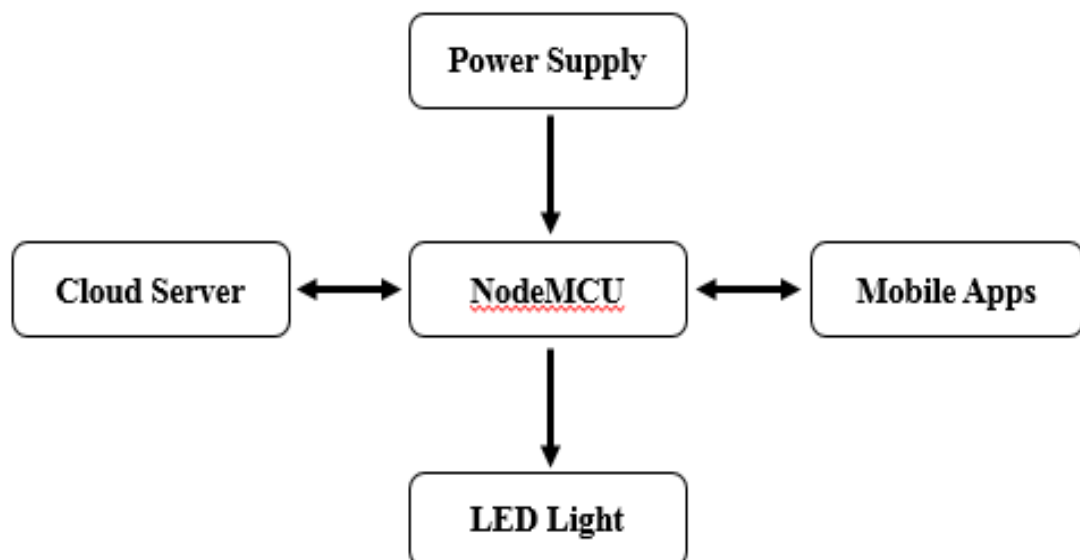 Power Supply
Cloud Server
NodeMCU
Mobile Apps
LED Light